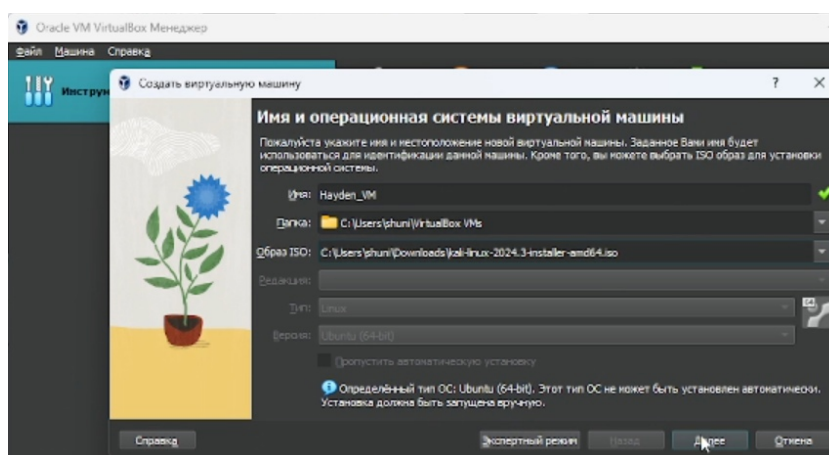 Oracle VM VirtualBox Менеджер
Файл Машина Справка
Создать виртуальную машину ? ×
Имя и операционная системы виртуальной машины
Пожалуйста укажите имя и местоположение новой виртуальной машины. Заданное Вами имя будет
использоваться для идентификации данной машины. Кроме того, вы можете выбрать ISO образ для установки
операционной системы.
Имя: Hayden_VM
Папка: C:\Users\shuni\VirtualBox VMs
Образ ISO: C:\Users\shuni\Downloads\kali-linux-2024.3-installer-amd64.iso
Редакция:
Тип: Linux
64
Версия: Ubuntu (64-bit)
Пропустить автоматическую установку
Определённый тип ОС: Ubuntu (64-bit). Этот тип ОС не может быть установлен автоматически.
Установка должна быть запущена вручную.
Справка Экспертный режим Назад Далее Отмена